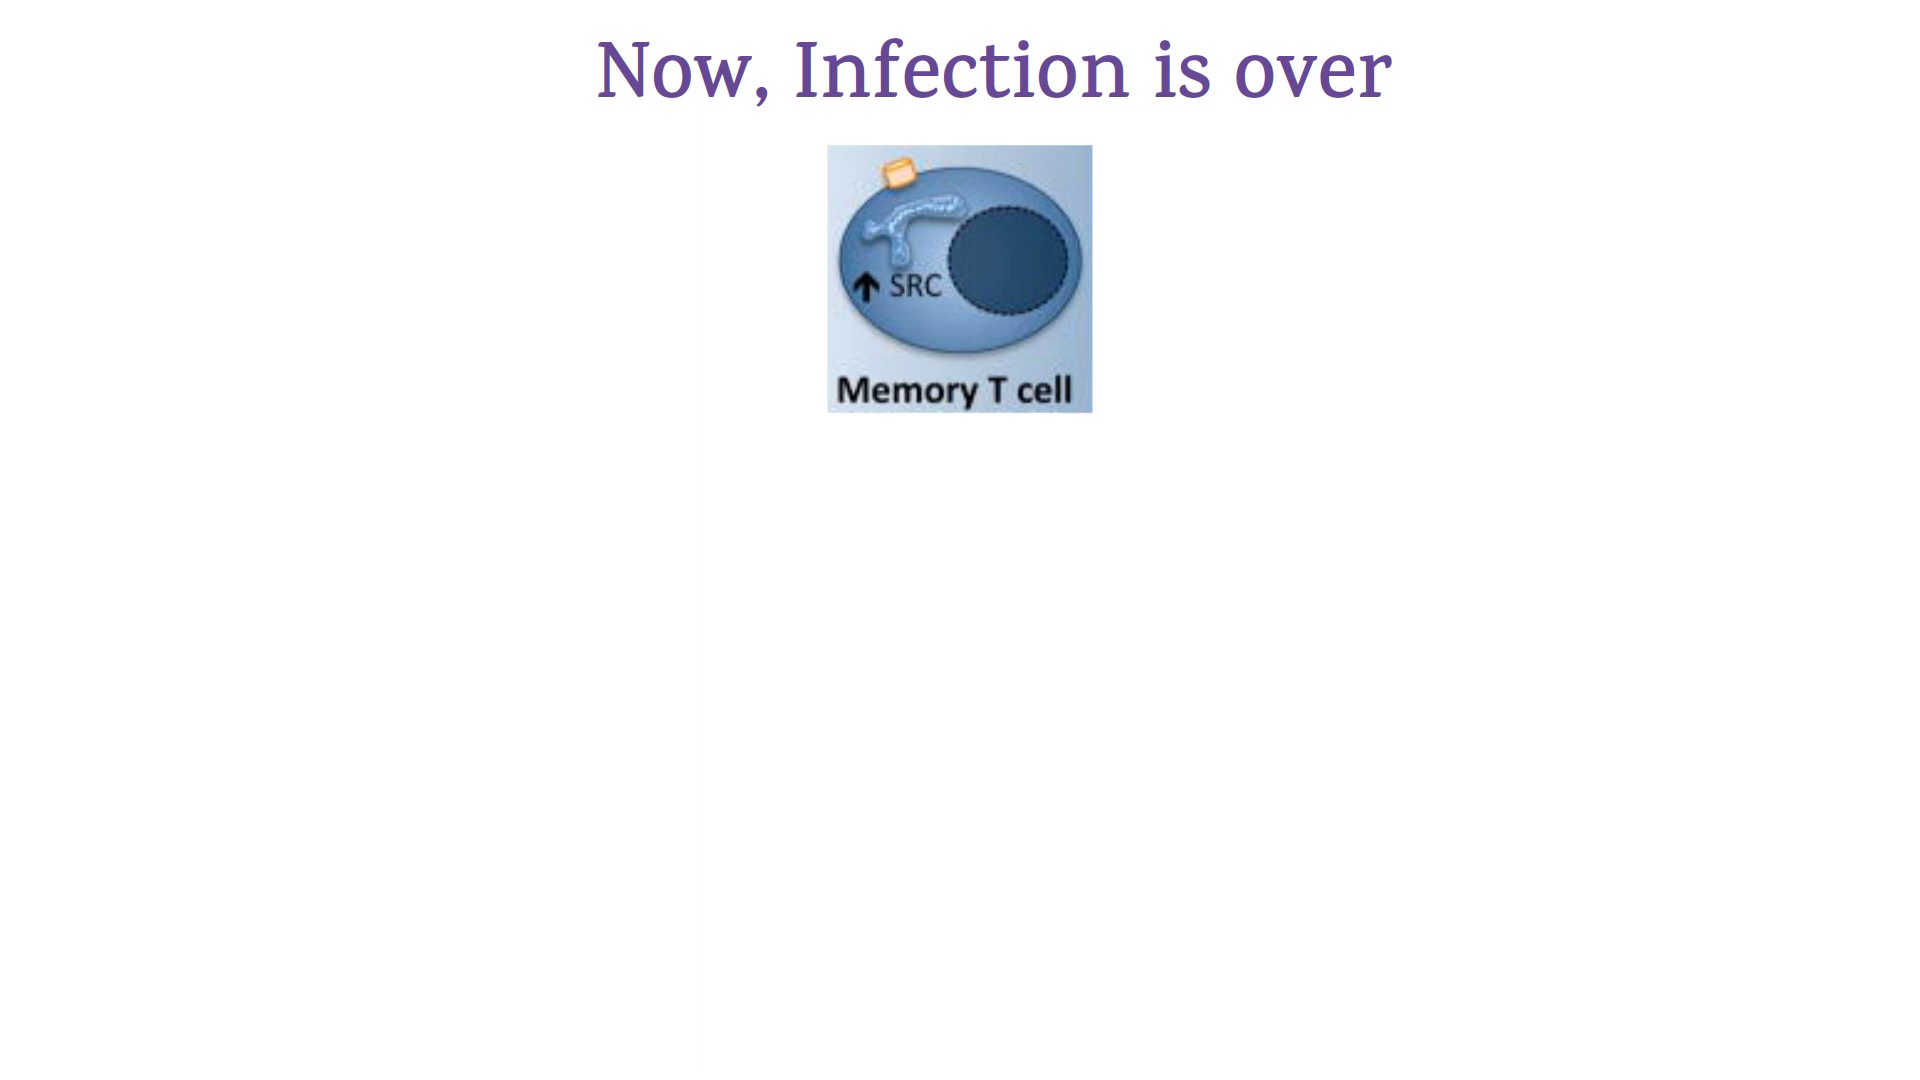 Now, Infection is over
↑ SRC
Memory T cell